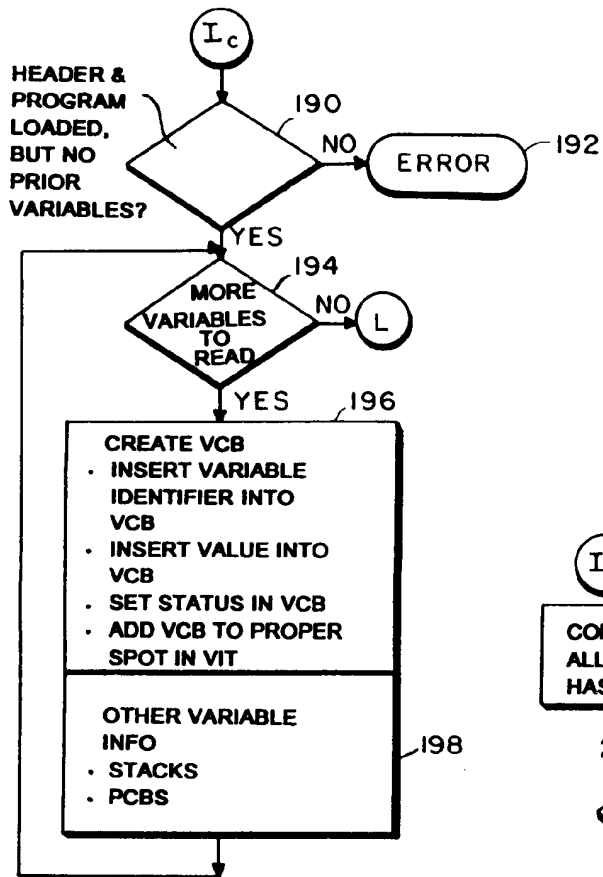 Ic
HEADER &
PROGRAM
LOADED,
BUT NO
PRIOR
VARIABLES?
190
NO
ERROR
192
YES
194
MORE
VARIABLES
TO
READ
NO
L
YES
196
CREATE VCB
· INSERT VARIABLE
IDENTIFIER INTO
VCB
· INSERT VALUE INTO
VCB
· SET STATUS IN VCB
· ADD VCB TO PROPER
SPOT IN VIT
OTHER VARIABLE
INFO
· STACKS
· PCBS
198
I
ALL
HAS